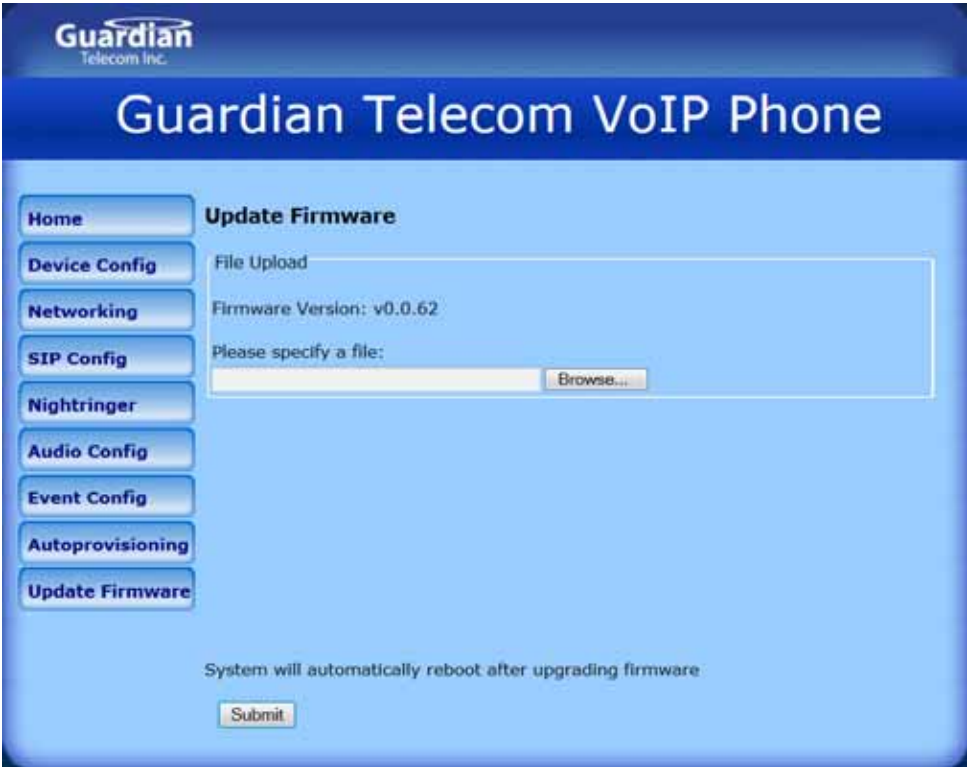 Guardian
Telecom Inc.
Guardian Telecom VoIP Phone
Home
Device Config
Networking
SIP Config
Nightringer
Audio Config
Event Config
Autoprovisioning
Update Firmware
Update Firmware
File Upload
Firmware Version: v0.0.62
Please specify a file:
Browse...
System will automatically reboot after upgrading firmware
Submit